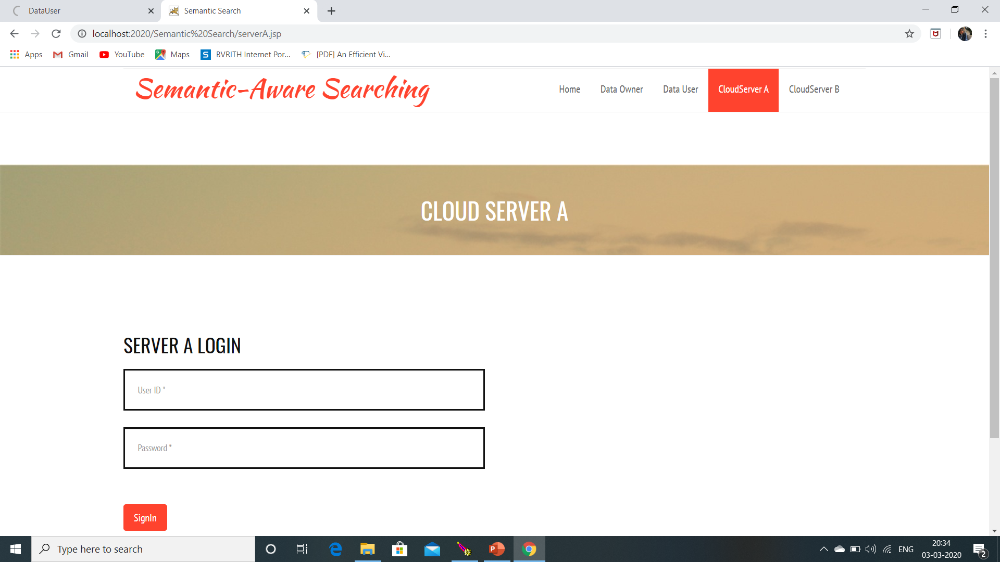 DataUser
Semantic Search
localhost:2020/Semantic%20Search/serverA.jsp
Apps Gmail YouTube Maps BVRITH Internet Por... [PDF] An Efficient Vi...
Semantic-Aware Searching
Home Data Owner Data User CloudServer A CloudServer B
CLOUD SERVER A
SERVER A LOGIN
User ID *
Password *
SignIn
Type here to search
ENG
20:34
03-03-2020
2